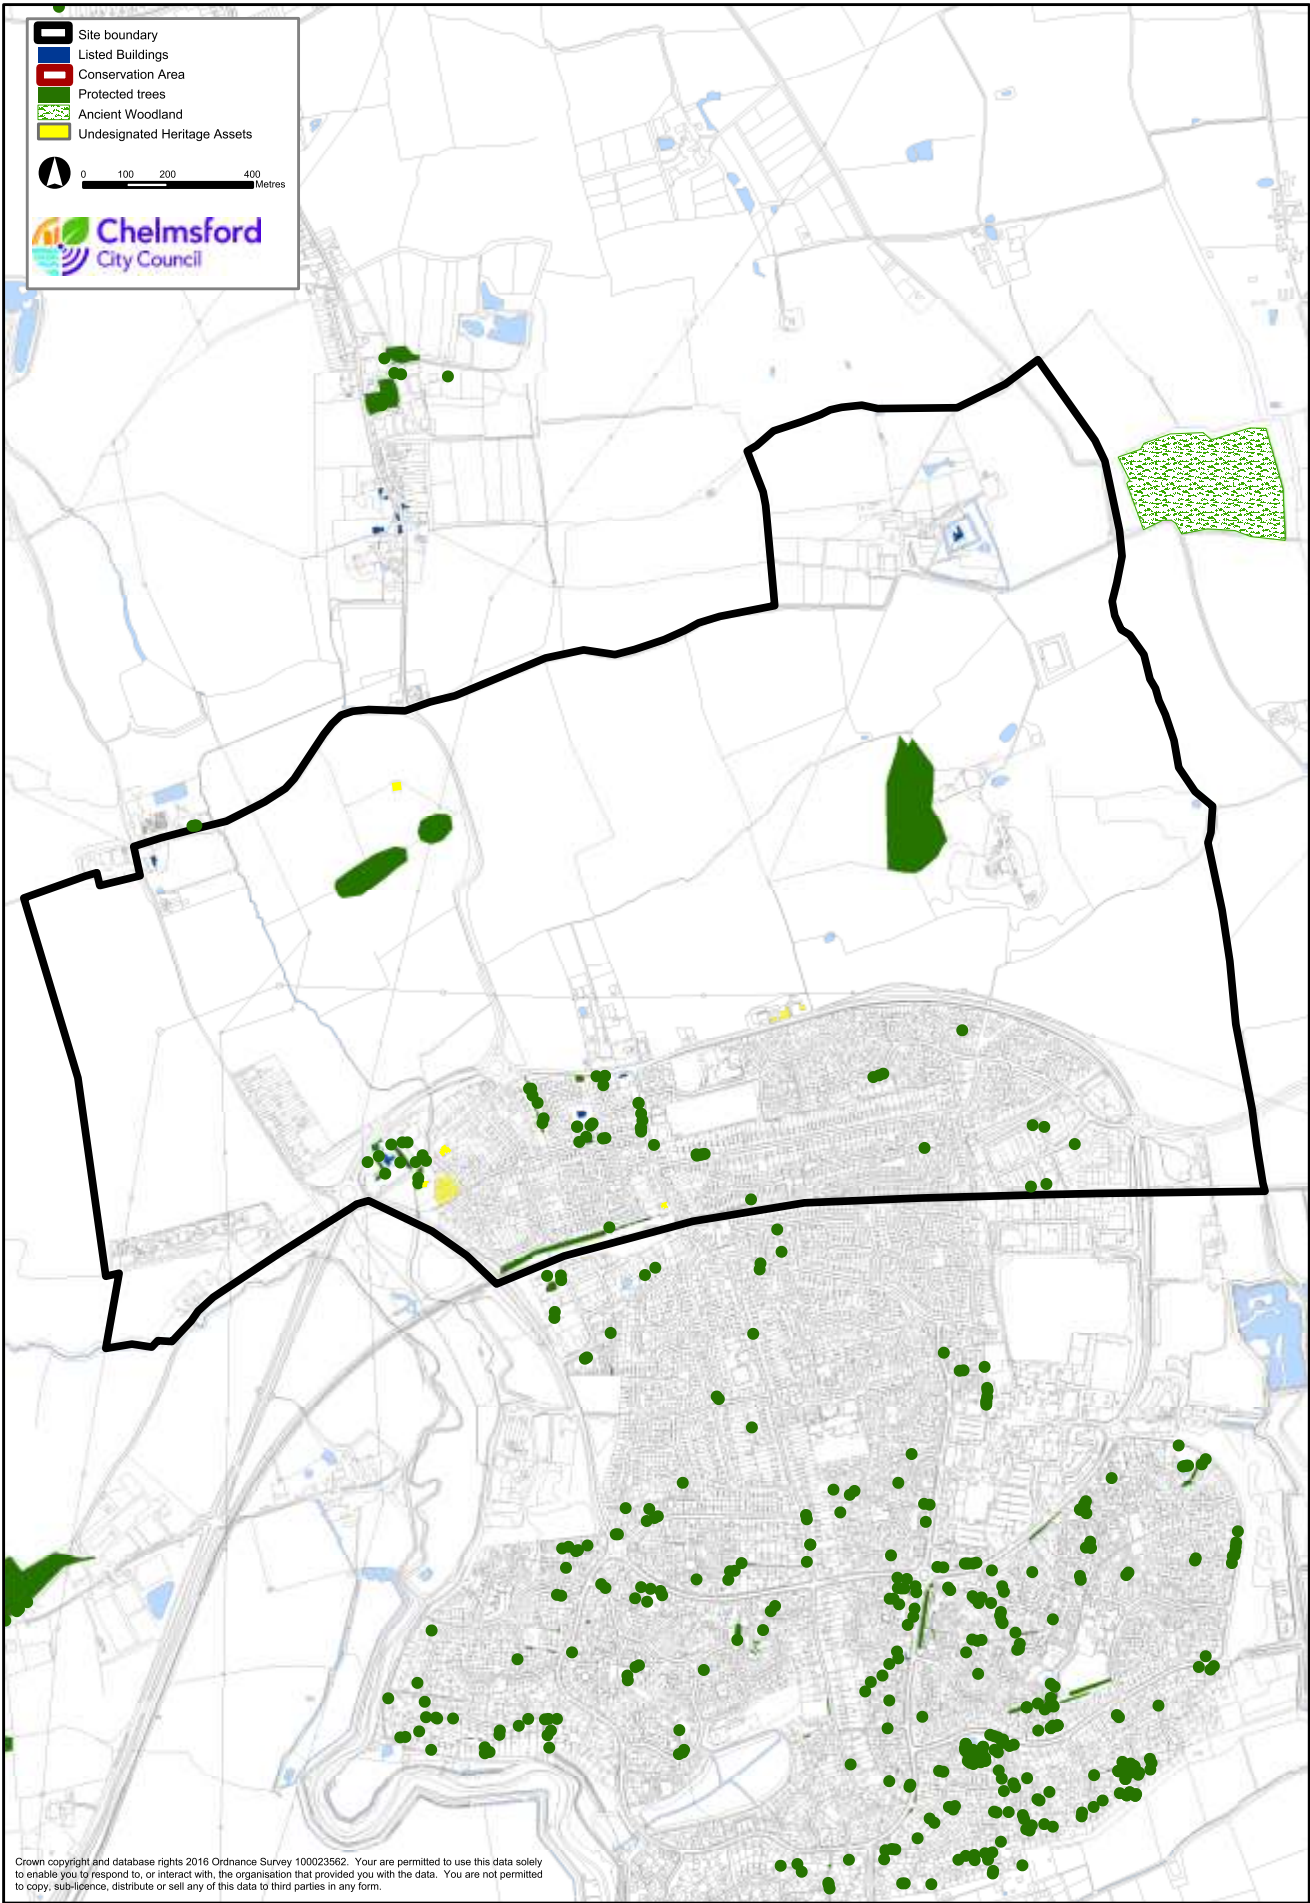 Site boundary
Listed Buildings
Conservation Area
Protected trees
Ancient Woodland
Undesignated Heritage Assets
0 100 200 400
Metres
Chelmsford
City Council
Crown copyright and database rights 2016 Ordnance Survey 100023562. Your are permitted to use this data solely
to enable you to respond to, or interact with, the organisation that provided you with the data. You are not permitted
to copy, sub-licence, distribute or sell any of this data to third parties in any form.